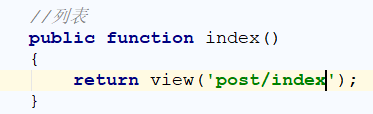 //列表
public function index()
{
    return view('post/index');
}